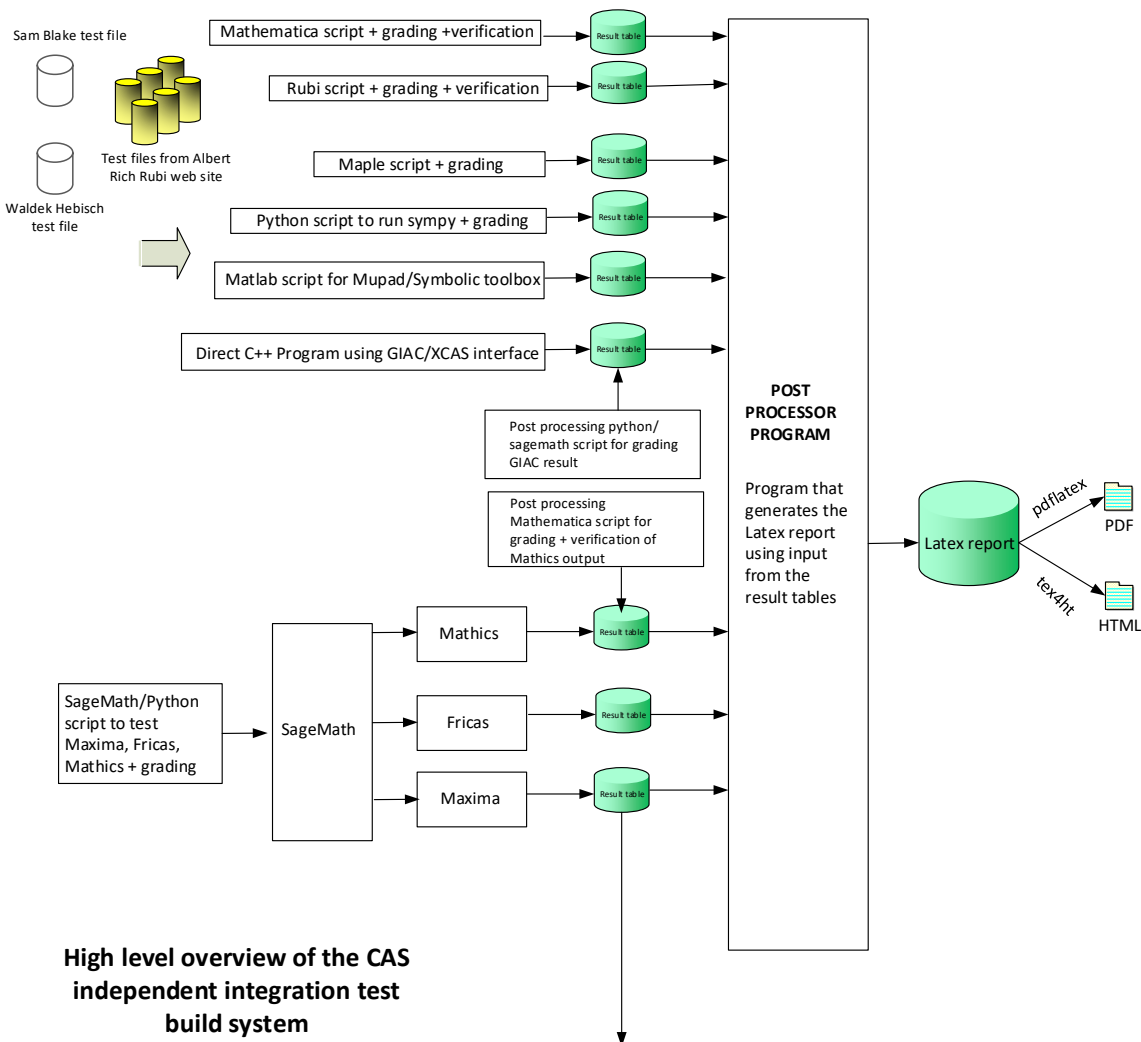 Sam Blake test file
Test files from Albert
Rich Rubi web site
Waldek Hebisch
test file
Mathematica script + grading +verification
Result table
Rubi script + grading + verification
Result table
Maple script + grading
Result table
Python script to run sympy + grading
Result table
Matlab script for Mupad/Symbolic toolbox
Result table
Direct C++ Program using GIAC/XCAS interface
Result table
Post processing python/
sagemath script for grading
GIAC result
Post processing
Mathematica script for
grading + verification of
Mathics output
SageMath/Python
script to test
Maxima, Fricas,
Mathics + grading
SageMath
Mathics
Result table
Fricas
Result table
Maxima
Result table
POST
PROCESSOR
PROGRAM
Program that
generates the
Latex report
using input
from the
result tables
Latex report
pdflatex
PDF
tex4ht
HTML
High level overview of the CAS
independent integration test
build system